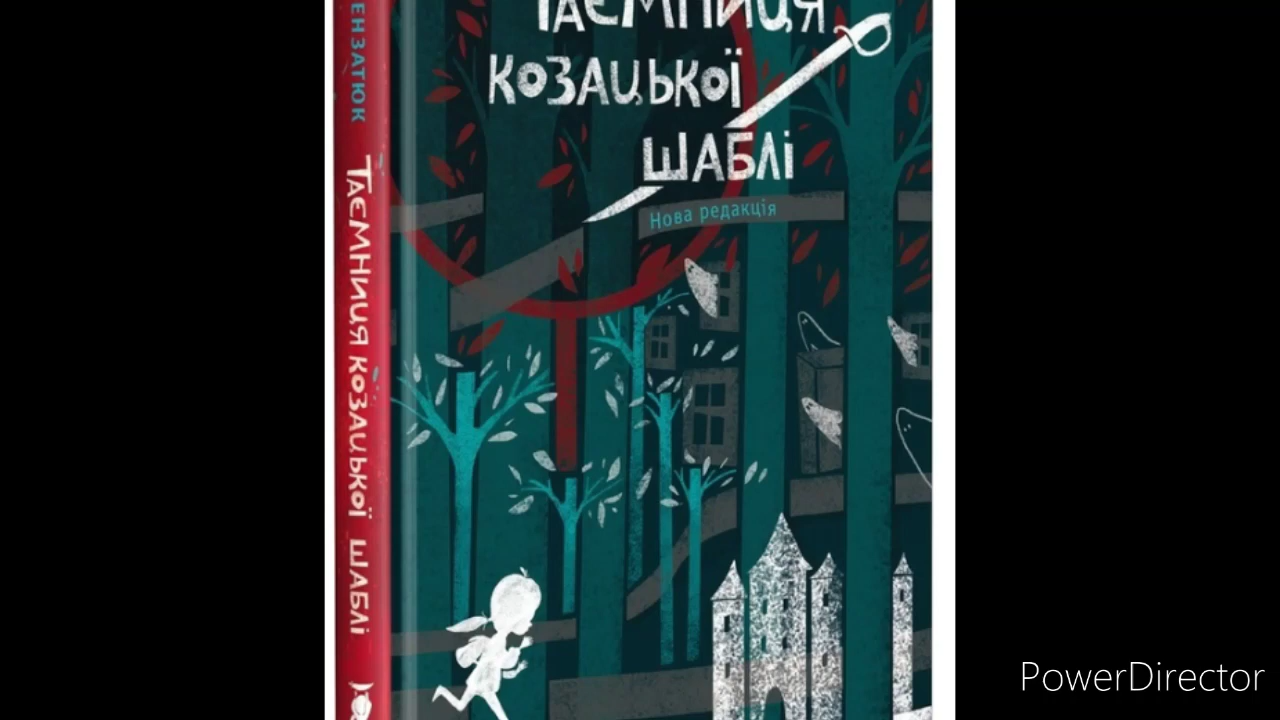 ЕНЗАТЮК
ТАЄМНИЦЯ КОЗАЦЬКОЇ ШАБЛІ
ТАЄМНИЦЯ
КОЗАЦЬКОЇ
ШАБЛІ
Нова редакція
PowerDirector